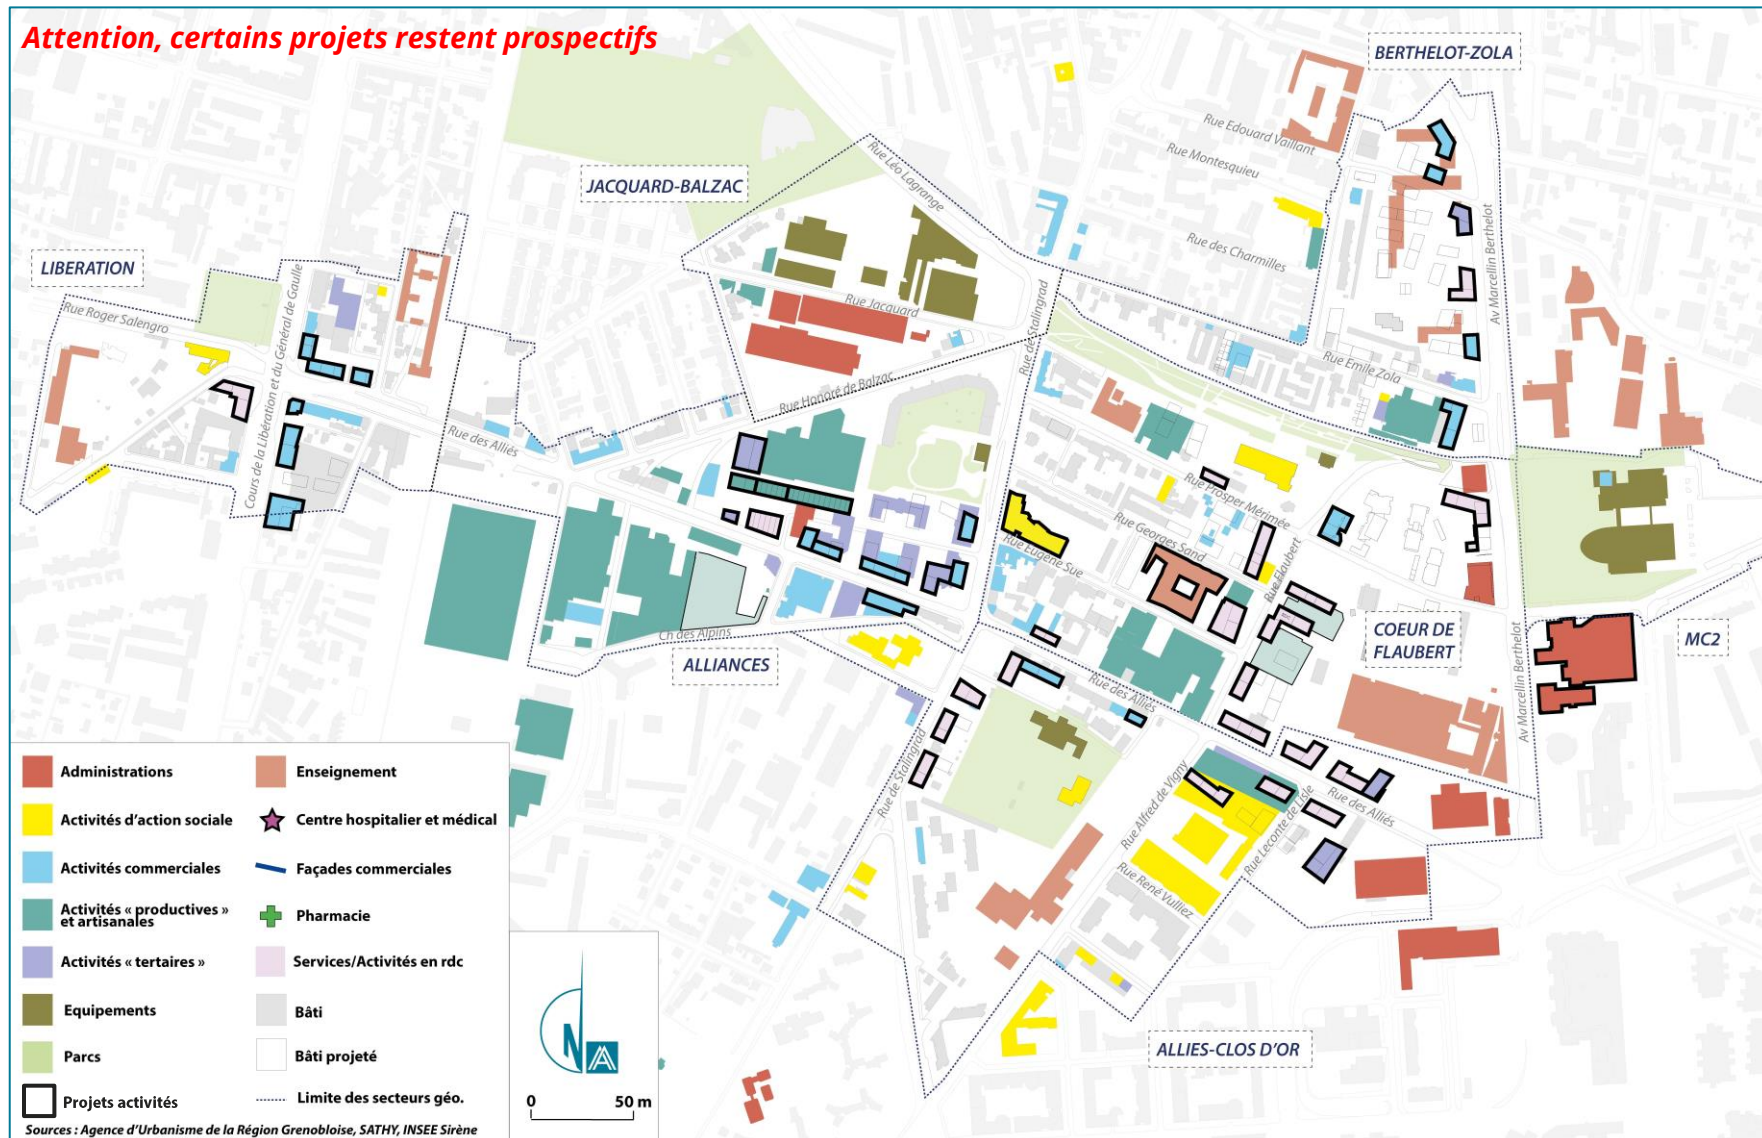 Attention, certains projets restent prospectifs
BERTHELOT-ZOLA
Rue Edouard Vaillant
Rue Montesquieu
Rue Léo Lagrange
JACQUARD-BALZAC
Rue des Charmilles
Av Marcellin Berthelot
LIBERATION
Rue Roger Salengro
Cours de la Libération et du Général de Gaulle
Rue Jacquard
Rue de Stalingrad
Rue Emile Zola
Rue Honoré de Balzac
Rue des Alliés
Rue Prosper Mérimée
Rue Georges Sand
Rue Eugène Sue
Rue Flaubert
Ch des Alpins
ALLIANCES
COEUR DE
FLAUBERT
MC2
Av Marcellin Berthelot
Rue des Alliés
Rue de Stalingrad
Rue Alfred de Vigny
Rue Leconte de Lisle
Rue des Alliés
Rue René Vulliez
ALLIES-CLOS D'OR
Administrations
Enseignement
Activités d'action sociale
Centre hospitalier et médical
Activités commerciales
Façades commerciales
Activités « productives »
et artisanales
Pharmacie
Activités « tertaires »
Services/Activités en rdc
Equipements
Bâti
Parcs
Bâti projeté
Projets activités
Limite des secteurs géo.
Sources : Agence d'Urbanisme de la Région Grenobloise, SATHY, INSEE Sirène
N
0 50 m